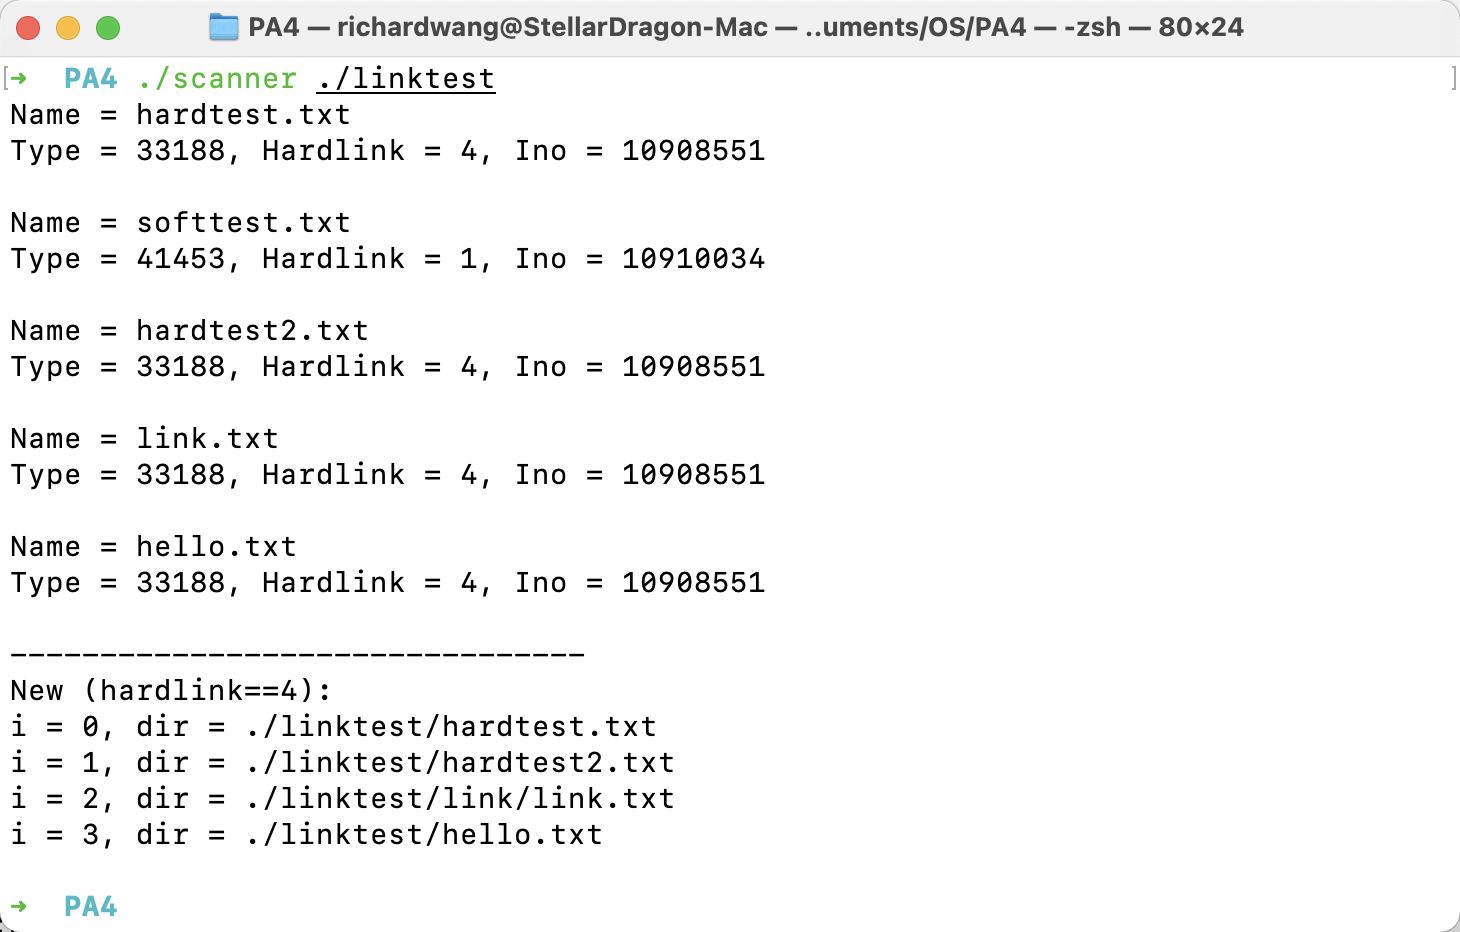 PA4 — richardwang@StellarDragon-Mac — ..uments/OS/PA4 — -zsh — 80×24
[➜  PA4 ./scanner ./linktest ]
Name = hardtest.txt
Type = 33188, Hardlink = 4, Ino = 10908551
Name = softtest.txt
Type = 41453, Hardlink = 1, Ino = 10910034
Name = hardtest2.txt
Type = 33188, Hardlink = 4, Ino = 10908551
Name = link.txt
Type = 33188, Hardlink = 4, Ino = 10908551
Name = hello.txt
Type = 33188, Hardlink = 4, Ino = 10908551
--------------------------------
New (hardlink==4):
i = 0, dir = ./linktest/hardtest.txt
i = 1, dir = ./linktest/hardtest2.txt
i = 2, dir = ./linktest/link/link.txt
i = 3, dir = ./linktest/hello.txt
➜  PA4